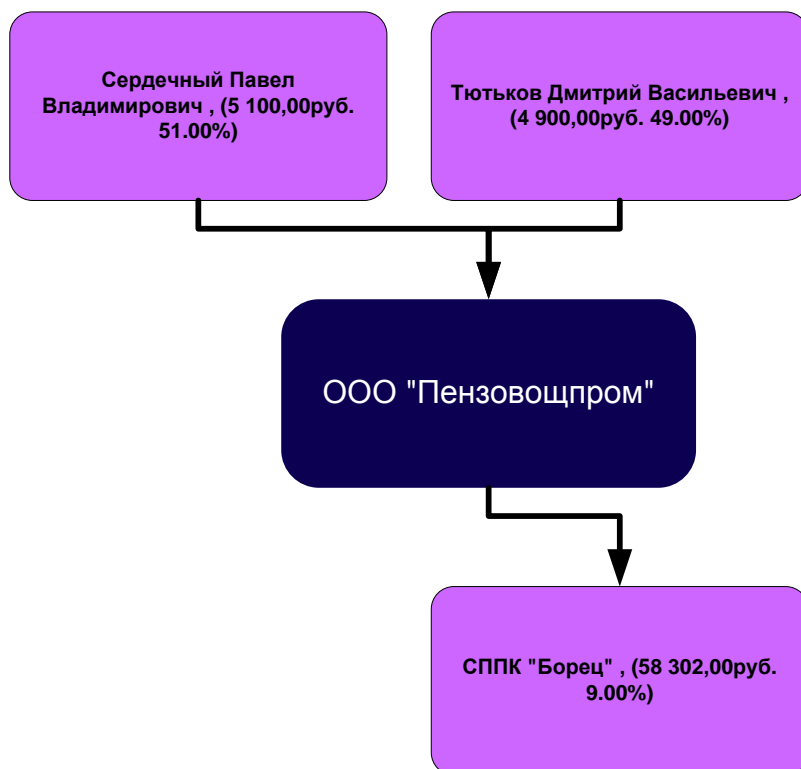 Сердечный Павел
Владимирович , (5 100,00руб.
51.00%)
Тютьков Дмитрий Васильевич ,
(4 900,00руб. 49.00%)
ООО "Пензовощпром"
СППК "Борец" , (58 302,00руб.
9.00%)